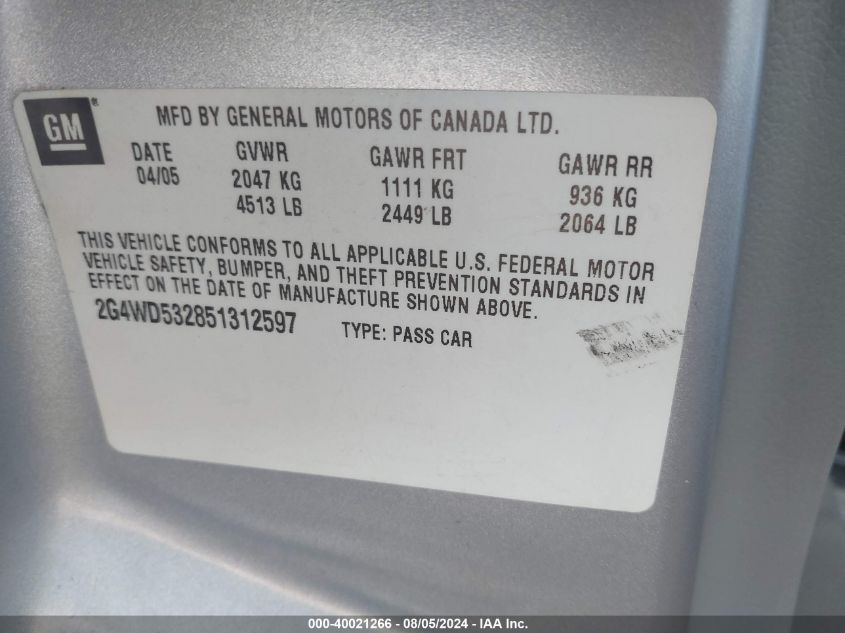 GM®
MFD BY GENERAL MOTORS OF CANADA LTD.
DATE GVWR GAWR FRT GAWR RR
04/05 2047 KG 1111 KG 936 KG
4513 LB 2449 LB 2064 LB
THIS VEHICLE CONFORMS TO ALL APPLICABLE U.S. FEDERAL MOTOR
VEHICLE SAFETY, BUMPER, AND THEFT PREVENTION STANDARDS IN
EFFECT ON THE DATE OF MANUFACTURE SHOWN ABOVE.
2G4WD532851312597 TYPE: PASS CAR
000-40021266 - 08/05/2024 - IAA Inc.